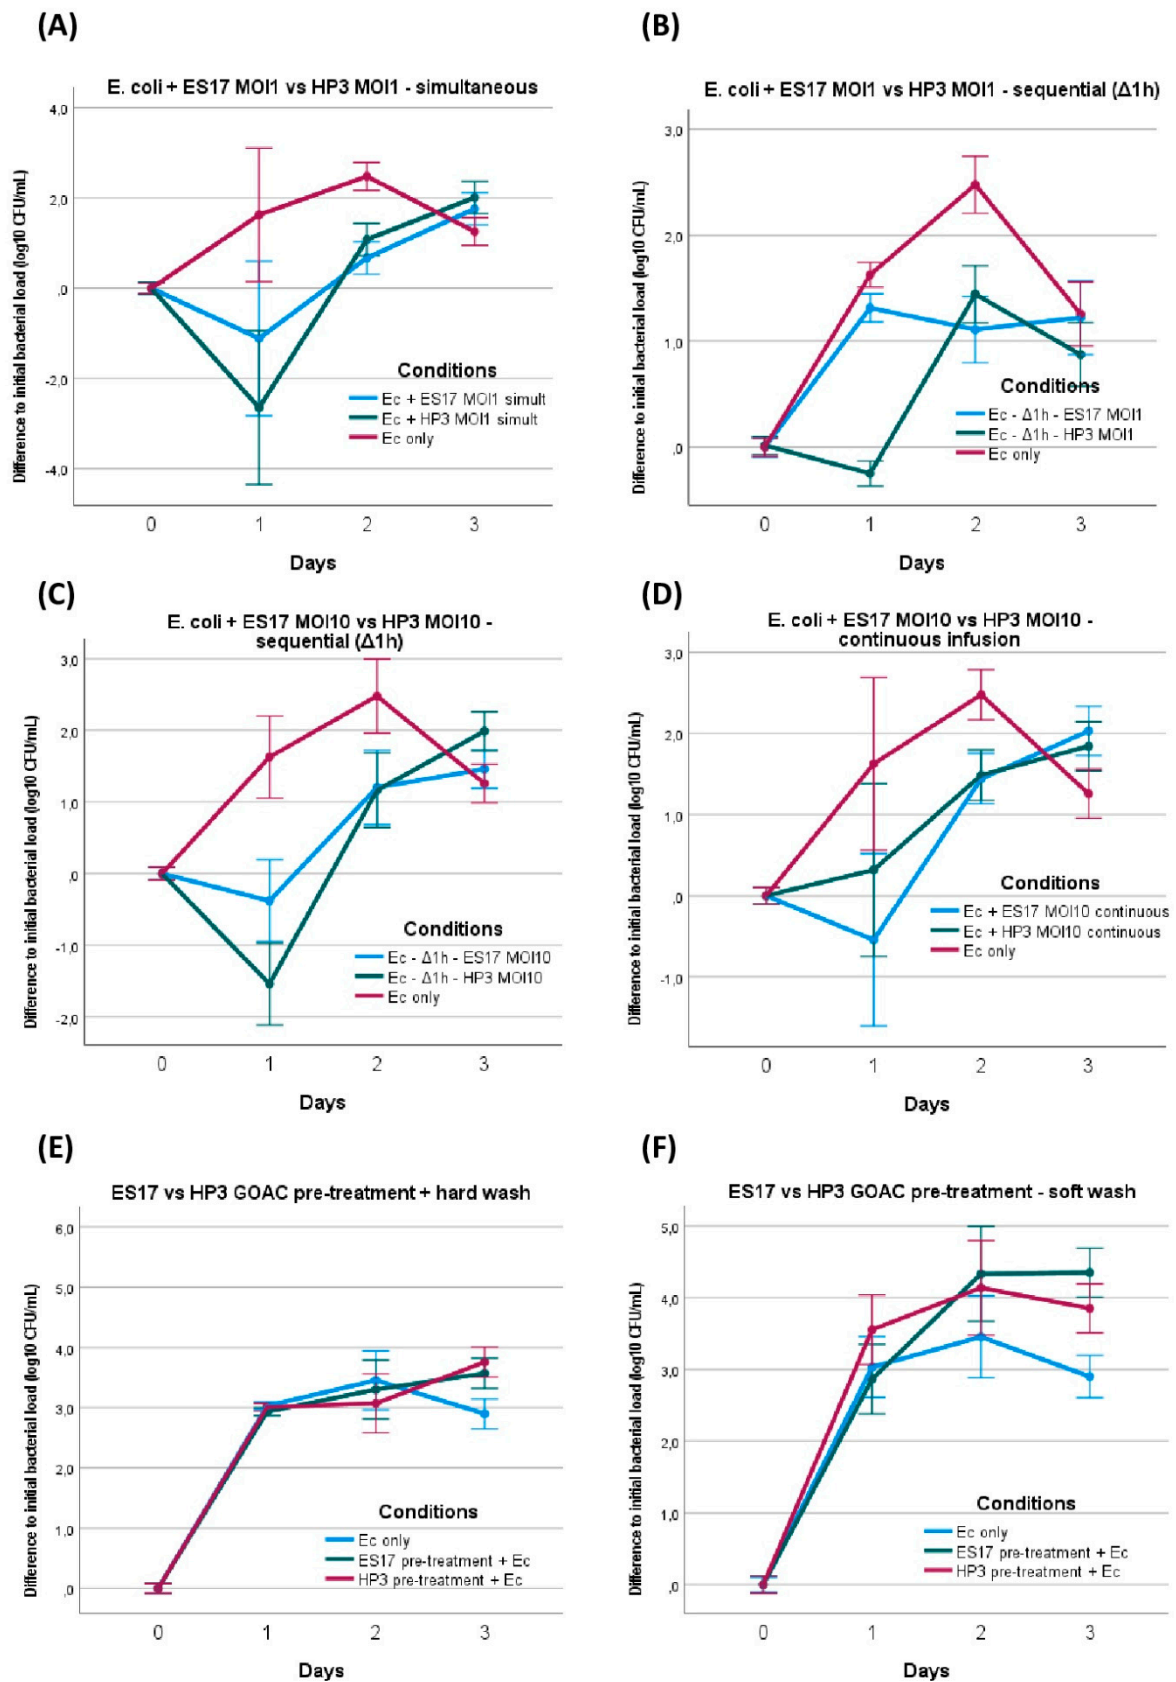 (A)
E. coli + ES17 MOI1 vs HP3 MOI1 - simultaneous
Difference to initial bacterial load (log10 CFU/mL)
4,0
2,0
,0
-2,0
-4,0
Conditions
Ec + ES17 MOI1 simult
Ec + HP3 MOI1 simult
Ec only
0 1 2 3
Days
(B)
E. coli + ES17 MOI1 vs HP3 MOI1 - sequential (Δ1h)
Difference to initial bacterial load (log10 CFU/mL)
3,0
2,0
1,0
,0
Conditions
Ec - Δ1h - ES17 MOI1
Ec - Δ1h - HP3 MOI1
Ec only
0 1 2 3
Days
(C)
E. coli + ES17 MOI10 vs HP3 MOI10 -
sequential (Δ1h)
Difference to initial bacterial load (log10 CFU/mL)
3,0
2,0
1,0
,0
-1,0
-2,0
Conditions
Ec - Δ1h - ES17 MOI10
Ec - Δ1h - HP3 MOI10
Ec only
0 1 2 3
Days
(D)
E. coli + ES17 MOI10 vs HP3 MOI10 -
continuous infusion
Difference to initial bacterial load (log10 CFU/mL)
3,0
2,0
1,0
,0
-1,0
Conditions
Ec + ES17 MOI10 continuous
Ec + HP3 MOI10 continuous
Ec only
0 1 2 3
Days
(E)
ES17 vs HP3 GOAC pre-treatment + hard wash
Difference to initial bacterial load (log10 CFU/mL)
6,0
5,0
4,0
3,0
2,0
1,0
,0
Conditions
Ec only
ES17 pre-treatment + Ec
HP3 pre-treatment + Ec
0 1 2 3
Days
(F)
ES17 vs HP3 GOAC pre-treatment - soft wash
Difference to initial bacterial load (log10 CFU/mL)
5,0
4,0
3,0
2,0
1,0
,0
Conditions
Ec only
ES17 pre-treatment + Ec
HP3 pre-treatment + Ec
0 1 2 3
Days